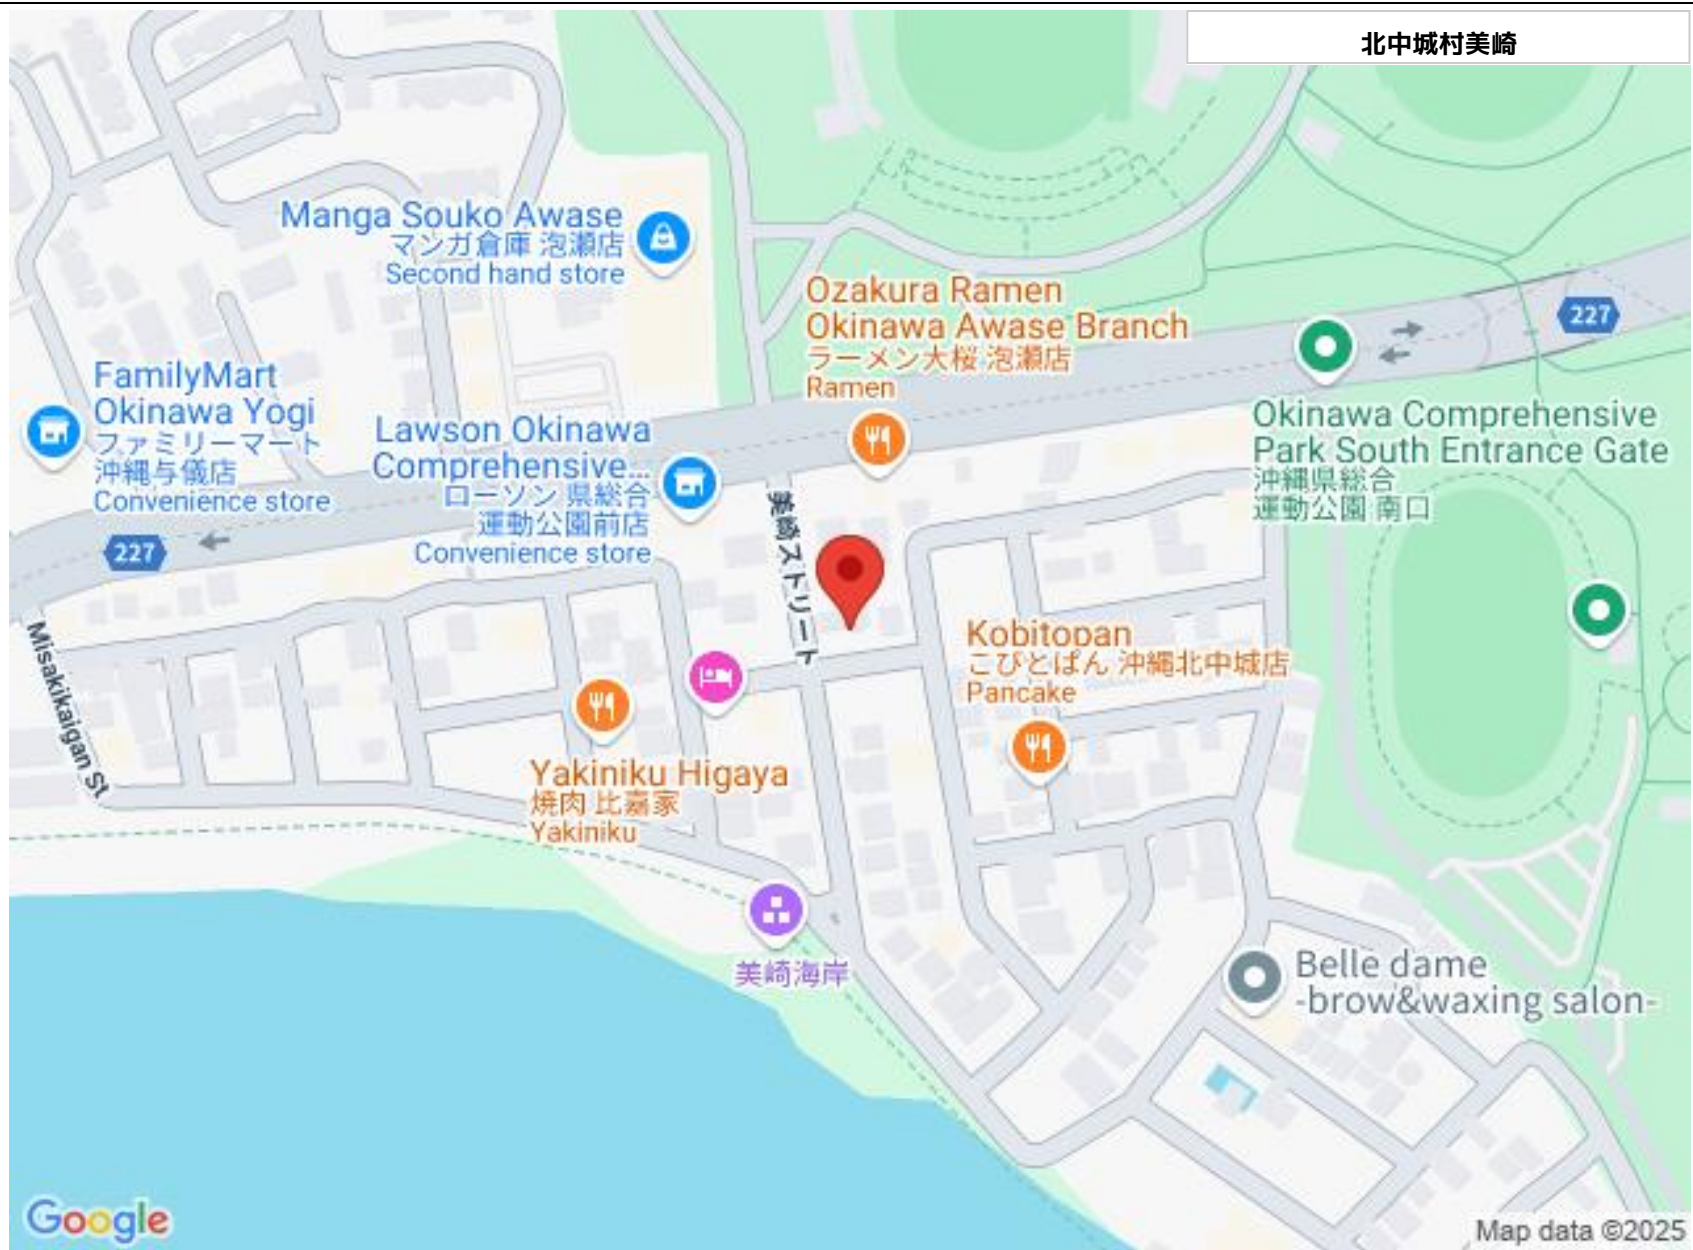 北中城村美崎
Manga Souko Awase
マンガ倉庫 泡瀬店
Second hand store
Ozakura Ramen
Okinawa Awase Branch
ラーメン大桜 泡瀬店
Ramen
227
FamilyMart
Okinawa Yogi
ファミリーマート
沖縄与儀店
Convenience store
Lawson Okinawa
Comprehensive...
ローソン 県総合
運動公園前店
Convenience store
Okinawa Comprehensive
Park South Entrance Gate
沖縄県総合
運動公園 南口
227
美崎ストリート
Misakikaigan St
Kobitopan
こびとぱん 沖縄北中城店
Pancake
Yakiniku Higaya
焼肉 比嘉家
Yakiniku
美崎海岸
Belle dame
-brow&waxing salon-
Google
Map data ©2025